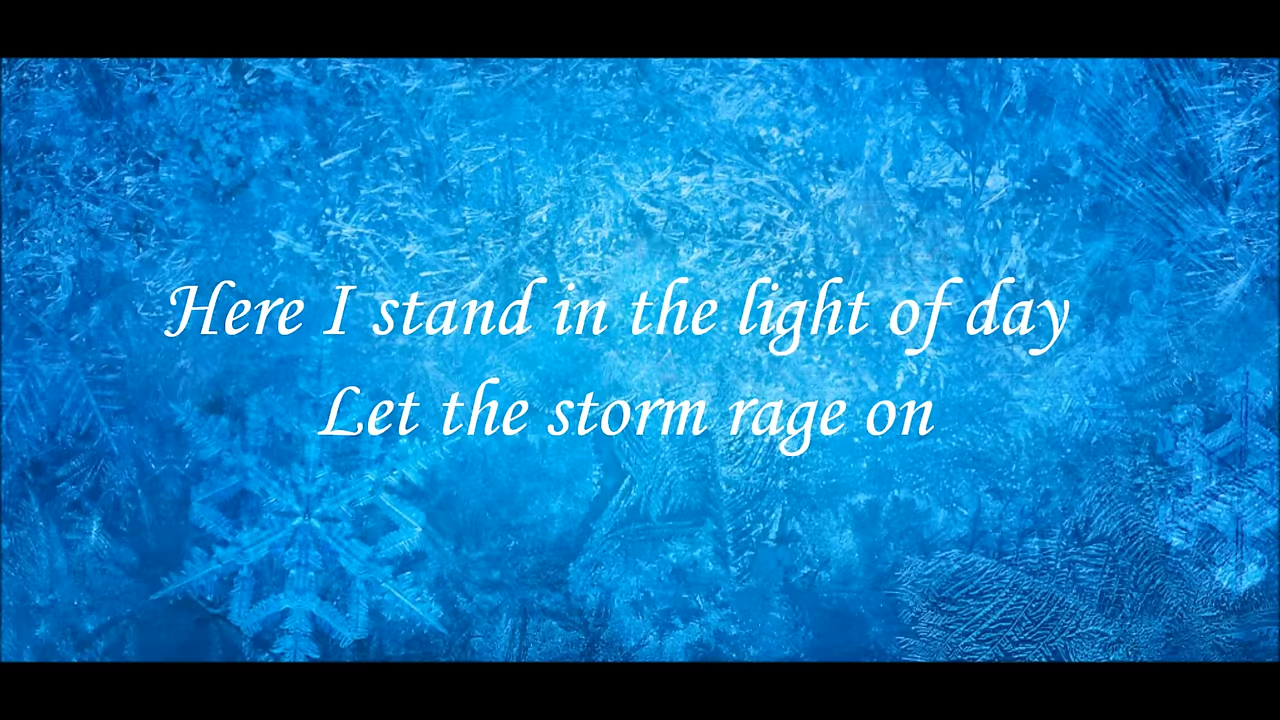 Here I stand in the light of day
Let the storm rage on